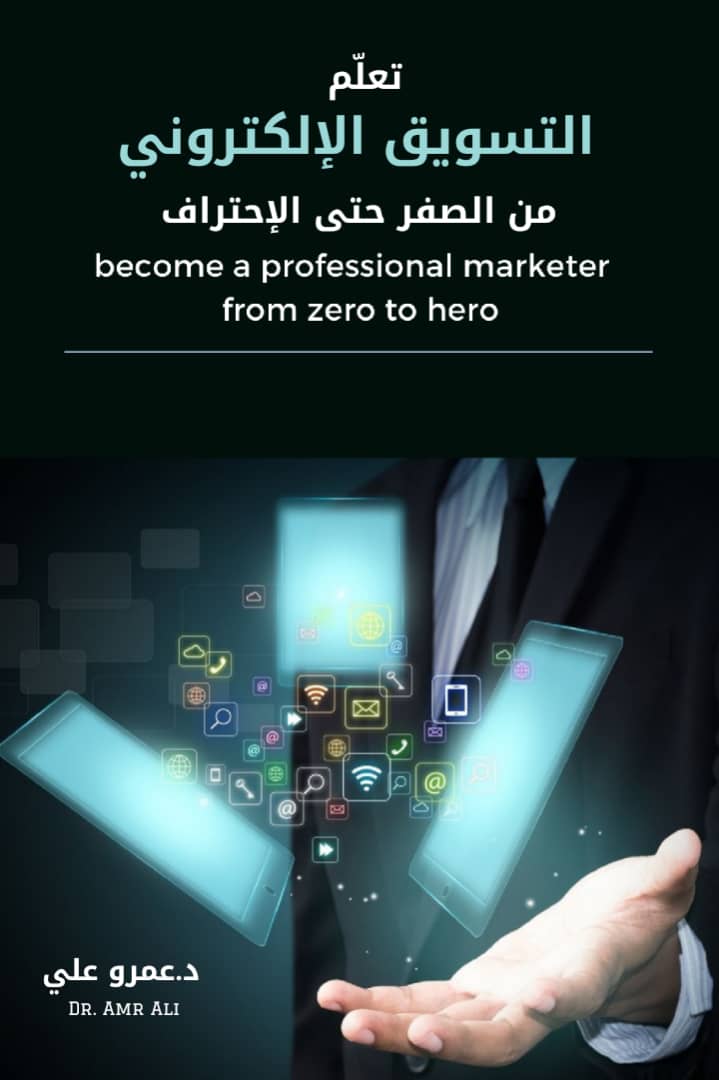 تعلّم
التسويق الإلكتروني
من الصفر حتى الإحتراف
become a professional marketer
from zero to hero
د.عمرو علي
Dr. Amr Ali